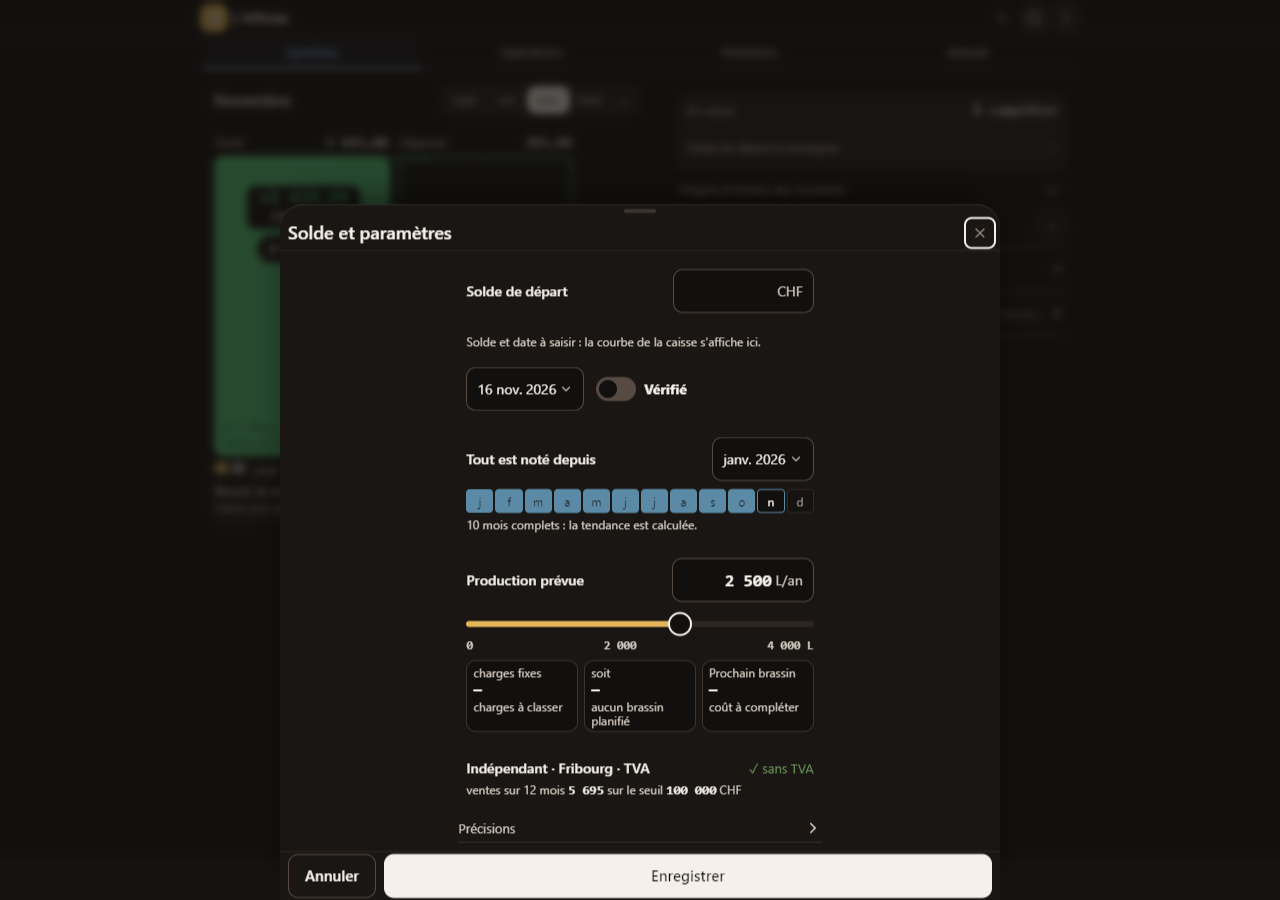 Novembre
Solde et paramètres
Solde de départ
CHF
Solde et date à saisir : la courbe de la caisse s’affiche ici.
16 nov. 2026
Vérifié
Tout est noté depuis
janv. 2026
j f m a m j j a s o n d
10 mois complets : la tendance est calculée.
Production prévue
2 500 L/an
0 2 000 4 000 L
charges fixes
–
charges à classer
soit
–
aucun brassin
planifié
Prochain brassin
–
coût à compléter
Indépendant · Fribourg · TVA
✓ sans TVA
ventes sur 12 mois 5 695 sur le seuil 100 000 CHF
Précisions
Annuler
Enregistrer